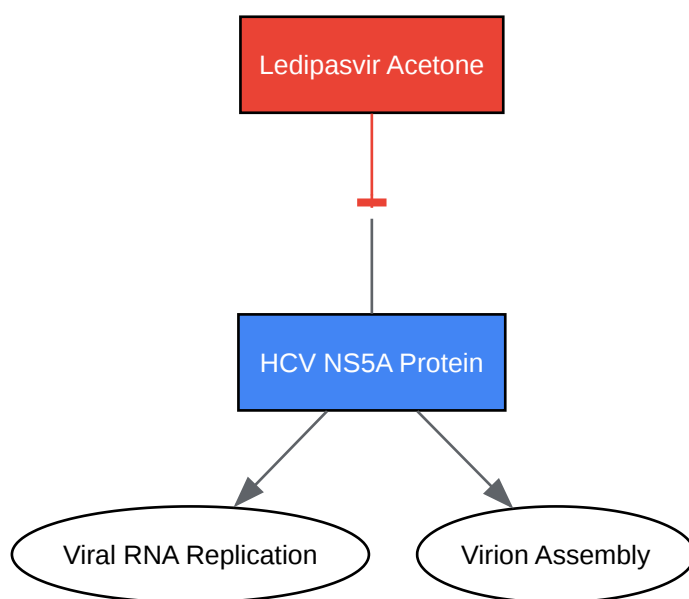 Ledipasvir Acetone
HCV NS5A Protein
Viral RNA Replication
Virion Assembly